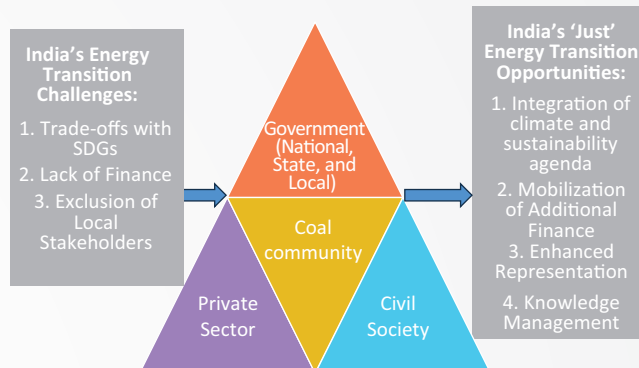 India's Energy
Transition
Challenges:
1. Trade-offs with
SDGs
2. Lack of Finance
3. Exclusion of
Local
Stakeholders
Government
(National,
State, and
Local)
Coal
community
Private
Sector
Civil
Society
India's 'Just'
Energy Transition
Opportunities:
1. Integration of
climate and
sustainability
agenda
2. Mobilization
of Additional
Finance
3. Enhanced
Representation
4. Knowledge
Management